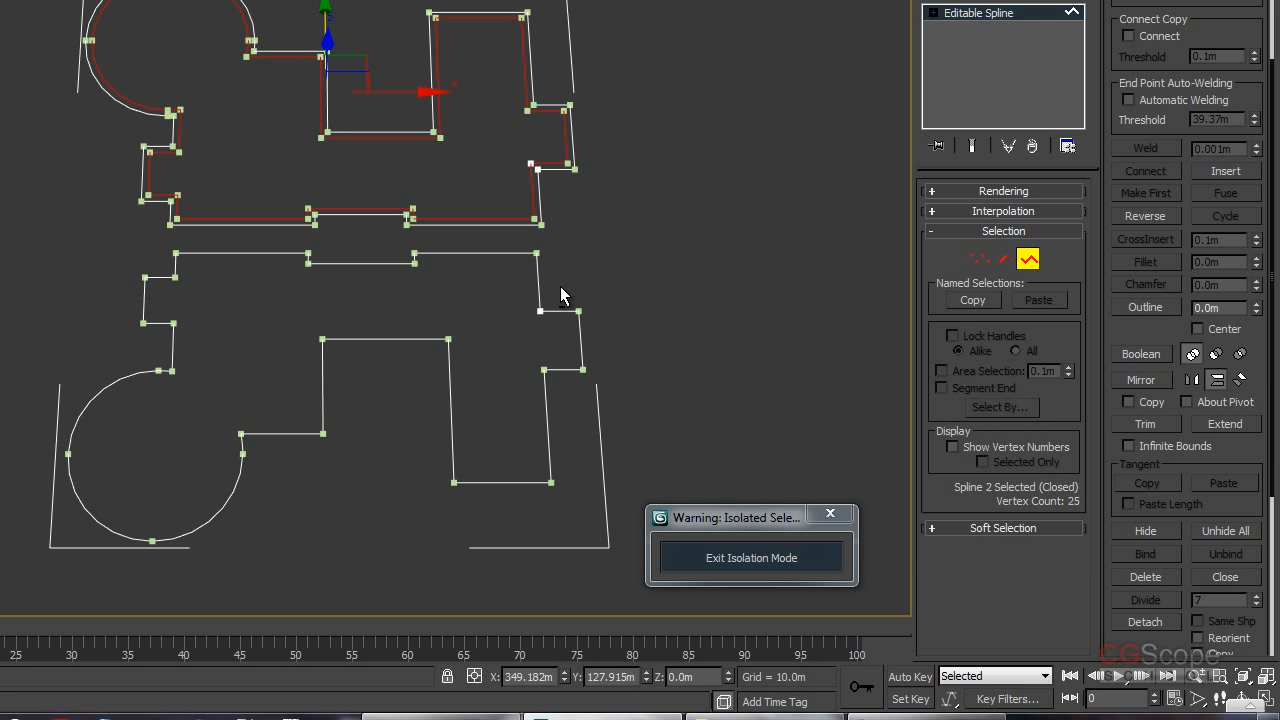 Editable Spline
Rendering
Interpolation
Selection
Named Selections:
Copy Paste
Lock Handles
Alike All
Area Selection: 0.1m
Segment End
Select By...
Display
Show Vertex Numbers
Selected Only
Spline 2 Selected (Closed)
Vertex Count: 25
Soft Selection
Connect Copy
Connect
Threshold 0.1m
End Point Auto-Welding
Automatic Welding
Threshold 39.37m
Weld 0.001m
Connect Insert
Make First Fuse
Reverse Cycle
CrossInsert 0.1m
Fillet 0.0m
Chamfer 0.0m
Outline 0.0m
Center
Boolean
Mirror
Copy About Pivot
Trim Extend
Infinite Bounds
Tangent
Copy Paste
Paste Length
Hide Unhide All
Bind Unbind
Delete Close
Divide 7
Detach Same Shp
Reorient
CGScope
Warning: Isolated Sele...
Exit Isolation Mode
x
25 30 35 40 45 50 55 60 65 70 75 80 85 90 95 100
X: 349.182m Y: 127.915m Z: 0.0m Grid = 10.0m
Add Time Tag
Auto Key Selected
Set Key Key Filters... 0